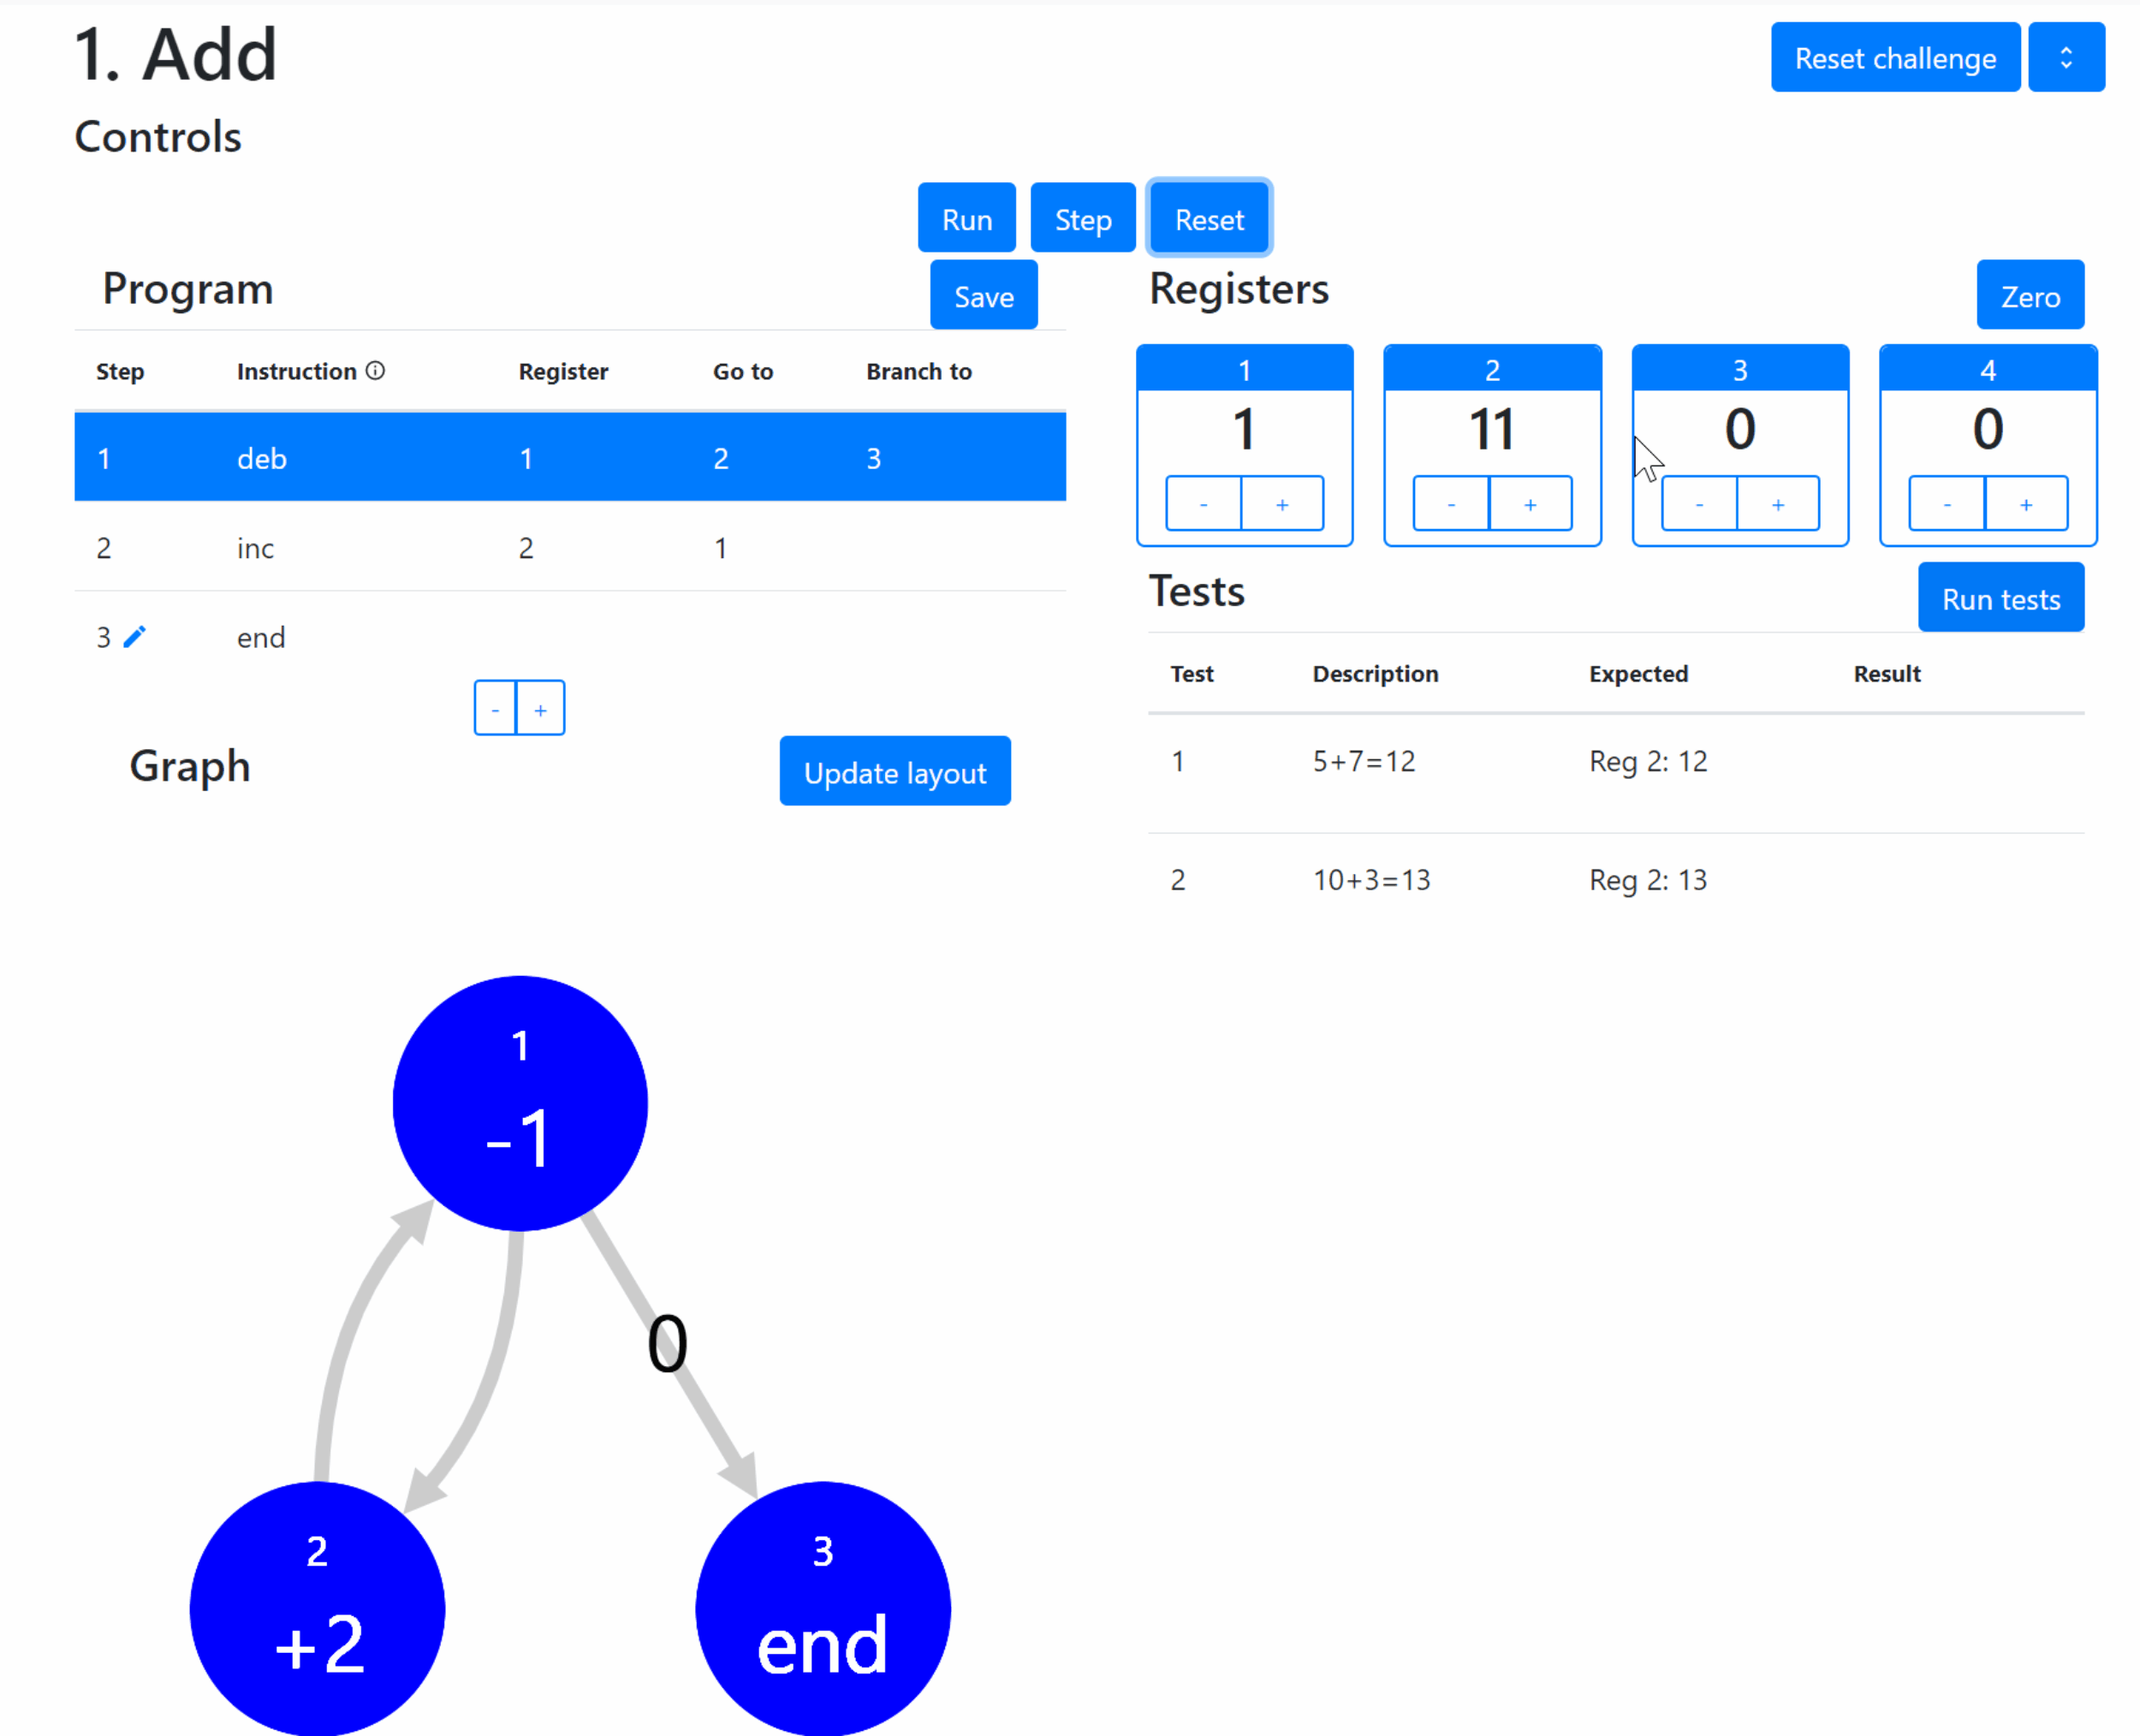 1. Add
Reset challenge
Controls
Run Step Reset
Program Save
Step Instruction Register Go to Branch to
1 deb 1 2 3
2 inc 2 1
3 end
- +
Registers Zero
1 2 3 4
1 11 0 0
- + - + - + - +
Tests Run tests
Test Description Expected Result
1 5+7=12 Reg 2: 12
2 10+3=13 Reg 2: 13
Graph Update layout
1
-1
0
2 3
+2 end